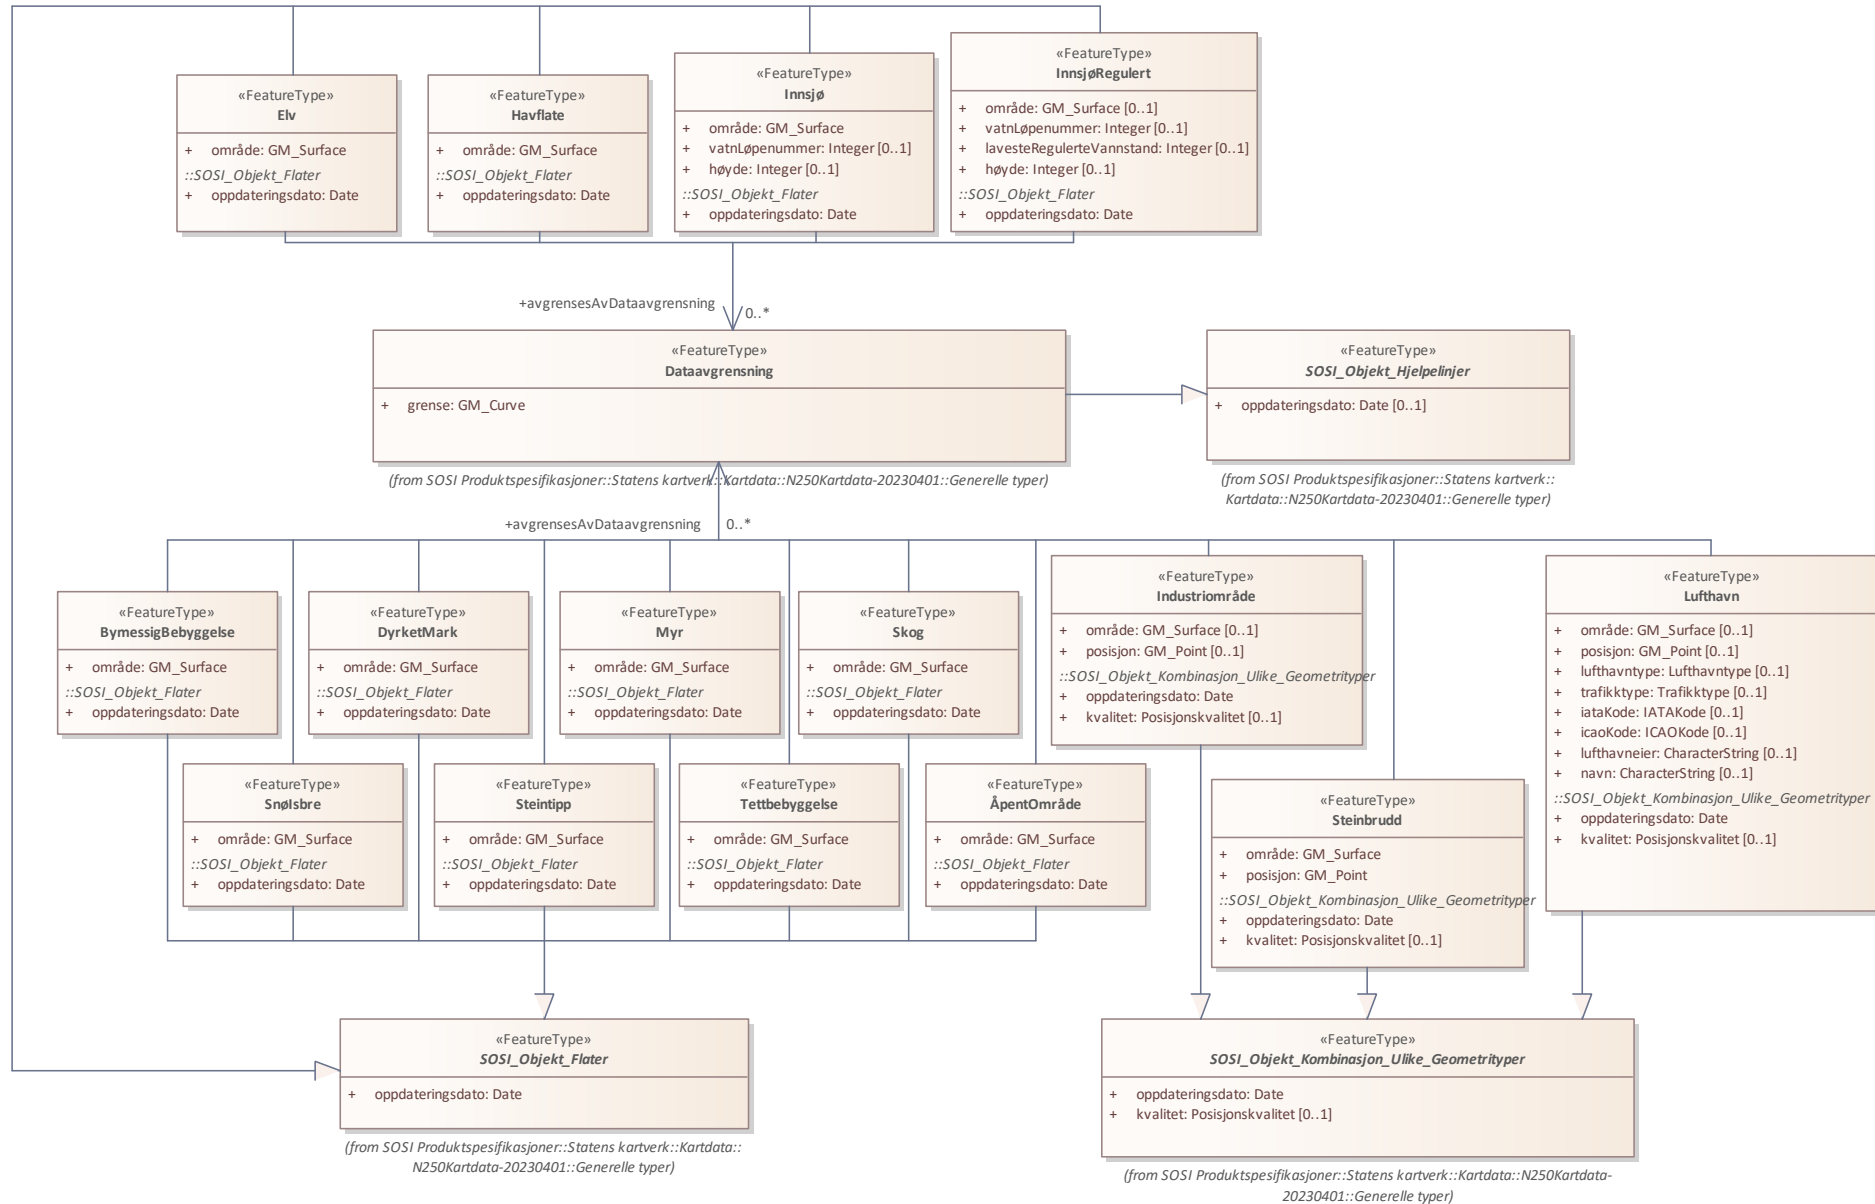 «FeatureType»
Elv
+ område: GM_Surface
::SOSI_Objekt_Flater
+ oppdateringsdato: Date
«FeatureType»
Havflate
+ område: GM_Surface
::SOSI_Objekt_Flater
+ oppdateringsdato: Date
«FeatureType»
Innsjø
+ område: GM_Surface
+ vatnLøpenummer: Integer [0..1]
+ høyde: Integer [0..1]
::SOSI_Objekt_Flater
+ oppdateringsdato: Date
«FeatureType»
InnsjøRegulert
+ område: GM_Surface [0..1]
+ vatnLøpenummer: Integer [0..1]
+ lavesteRegulerteVannstand: Integer [0..1]
+ høyde: Integer [0..1]
::SOSI_Objekt_Flater
+ oppdateringsdato: Date
+avgrensesAvDataavgrensning
0..*
«FeatureType»
Dataavgrensning
+ grense: GM_Curve
(from SOSI Produktspesifikasjoner::Statens kartverk::Kartdata::N250Kartdata-20230401::Generelle typer)
«FeatureType»
SOSI_Objekt_Hjelpelinjer
+ oppdateringsdato: Date [0..1]
(from SOSI Produktspesifikasjoner::Statens kartverk::
Kartdata::N250Kartdata-20230401::Generelle typer)
+avgrensesAvDataavgrensning
0..*
«FeatureType»
BymessigBebyggelse
+ område: GM_Surface
::SOSI_Objekt_Flater
+ oppdateringsdato: Date
«FeatureType»
DyrketMark
+ område: GM_Surface
::SOSI_Objekt_Flater
+ oppdateringsdato: Date
«FeatureType»
Myr
+ område: GM_Surface
::SOSI_Objekt_Flater
+ oppdateringsdato: Date
«FeatureType»
Skog
+ område: GM_Surface
::SOSI_Objekt_Flater
+ oppdateringsdato: Date
«FeatureType»
Industriområde
+ område: GM_Surface [0..1]
+ posisjon: GM_Point [0..1]
::SOSI_Objekt_Kombinasjon_Ulike_Geometrityper
+ oppdateringsdato: Date
+ kvalitet: Posisjonskvalitet [0..1]
«FeatureType»
Lufthavn
+ område: GM_Surface [0..1]
+ posisjon: GM_Point [0..1]
+ lufthavntype: Lufthavntype [0..1]
+ trafikktype: Trafikktype [0..1]
+ iataKode: IATAKode [0..1]
+ icaoKode: ICAOKode [0..1]
+ lufthavneier: CharacterString [0..1]
+ navn: CharacterString [0..1]
::SOSI_Objekt_Kombinasjon_Ulike_Geometrityper
+ oppdateringsdato: Date
+ kvalitet: Posisjonskvalitet [0..1]
«FeatureType»
SnøIsbre
+ område: GM_Surface
::SOSI_Objekt_Flater
+ oppdateringsdato: Date
«FeatureType»
Steintipp
+ område: GM_Surface
::SOSI_Objekt_Flater
+ oppdateringsdato: Date
«FeatureType»
Tettbebyggelse
+ område: GM_Surface
::SOSI_Objekt_Flater
+ oppdateringsdato: Date
«FeatureType»
ÅpentOmråde
+ område: GM_Surface
::SOSI_Objekt_Flater
+ oppdateringsdato: Date
«FeatureType»
Steinbrudd
+ område: GM_Surface
+ posisjon: GM_Point
::SOSI_Objekt_Kombinasjon_Ulike_Geometrityper
+ oppdateringsdato: Date
+ kvalitet: Posisjonskvalitet [0..1]
«FeatureType»
SOSI_Objekt_Flater
+ oppdateringsdato: Date
(from SOSI Produktspesifikasjoner::Statens kartverk::Kartdata::
N250Kartdata-20230401::Generelle typer)
«FeatureType»
SOSI_Objekt_Kombinasjon_Ulike_Geometrityper
+ oppdateringsdato: Date
+ kvalitet: Posisjonskvalitet [0..1]
(from SOSI Produktspesifikasjoner::Statens kartverk::Kartdata::N250Kartdata-
20230401::Generelle typer)